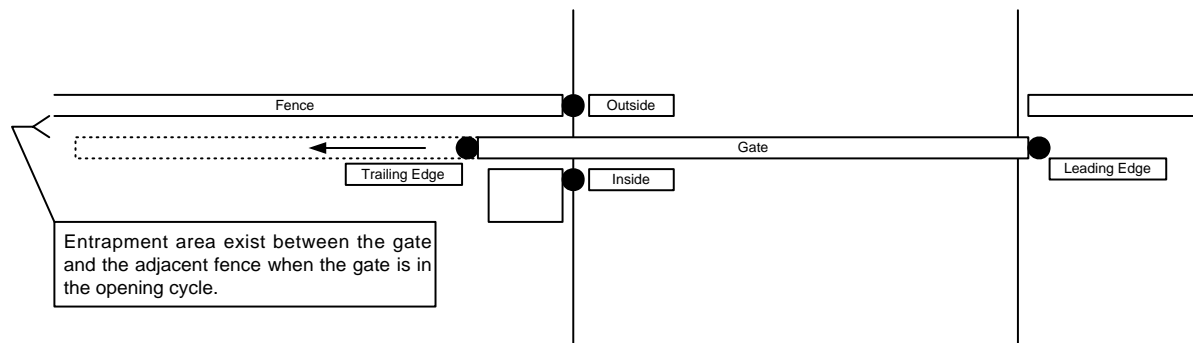 Fence
Outside
Gate
Trailing Edge
Inside
Leading Edge
Entrapment area exist between the gate
and the adjacent fence when the gate is in
the opening cycle.